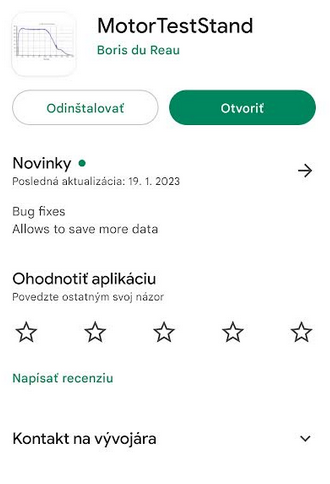 MotorTestStand
Boris du Reau
Odinštalovať
Otvoriť
Novinky
Posledná aktualizácia: 19. 1. 2023
Bug fixes
Allows to save more data
Ohodnotiť aplikáciu
Povedzte ostatným svoj názor
Napísať recenziu
Kontakt na vývojára